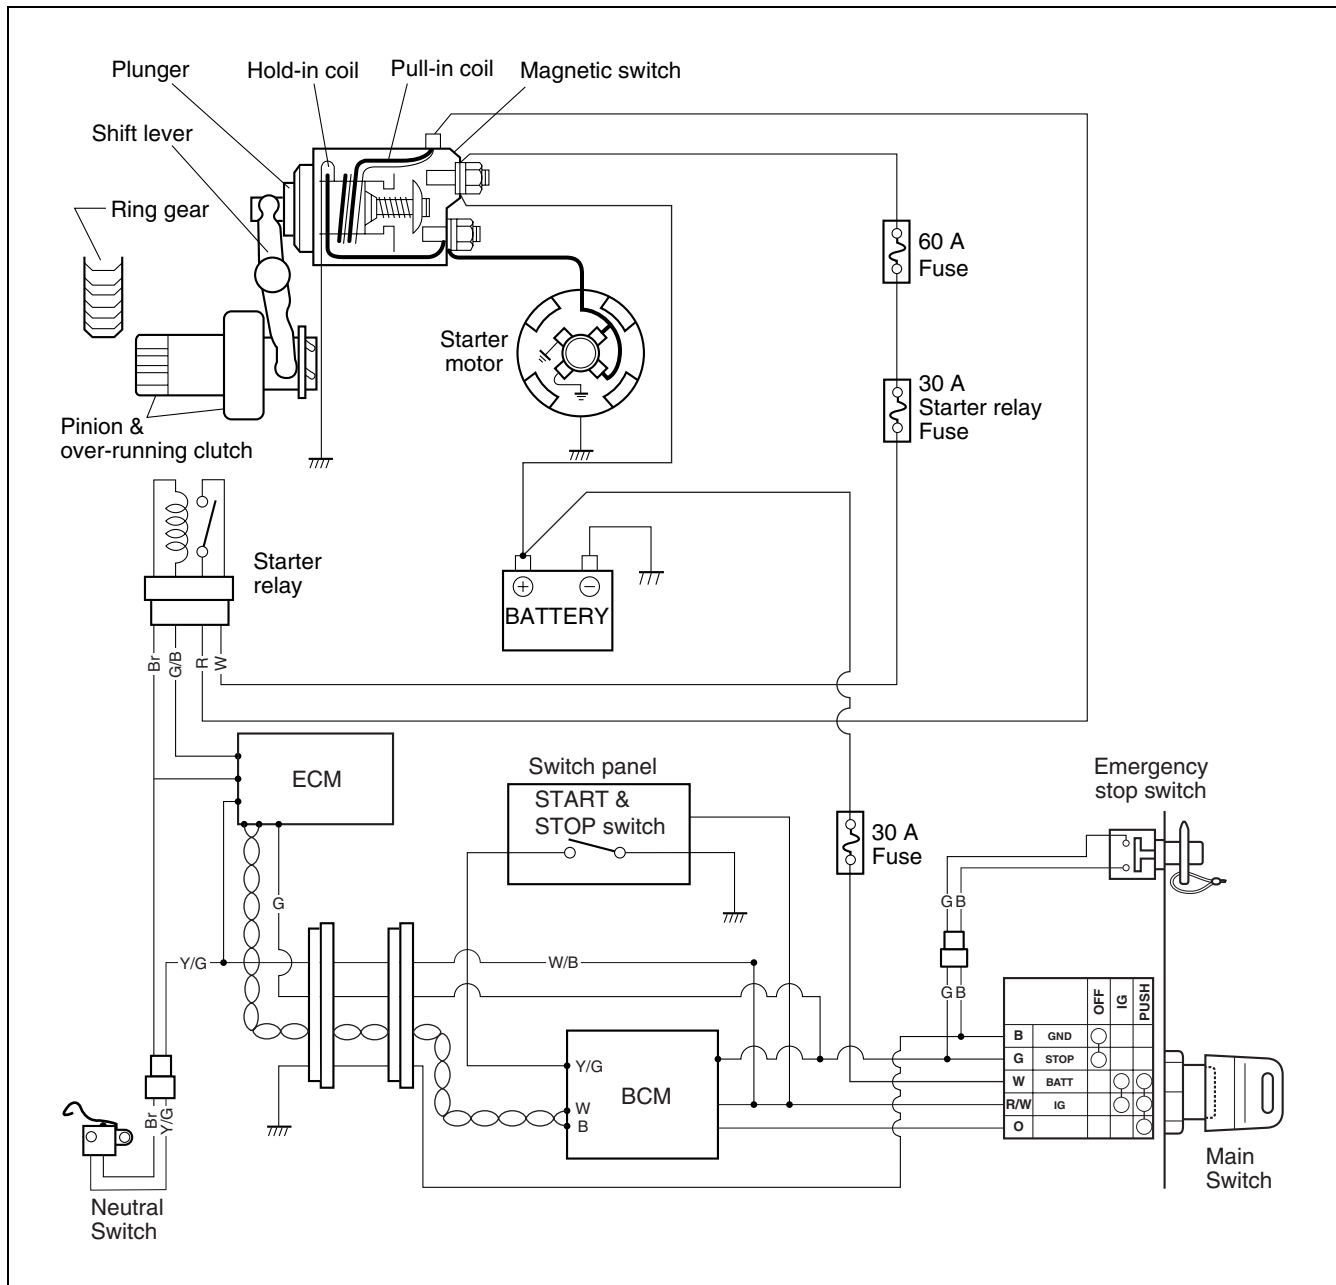 Plunger
Hold-in coil
Pull-in coil
Magnetic switch
Shift lever
Ring gear
60 A
Fuse
Starter
motor
30 A
Starter relay
Fuse
Pinion &
over-running clutch
Starter
relay
+
−
BATTERY
Br
G/B
R
W
ECM
Switch panel
START &
STOP switch
30 A
Fuse
Emergency
stop switch
G
G B
Y/G
W/B
G B
OFF
IG
PUSH
B GND
G STOP
W BATT
R/W IG
O
Y/G
BCM
W
B
Br
Y/G
Neutral
Switch
Main
Switch